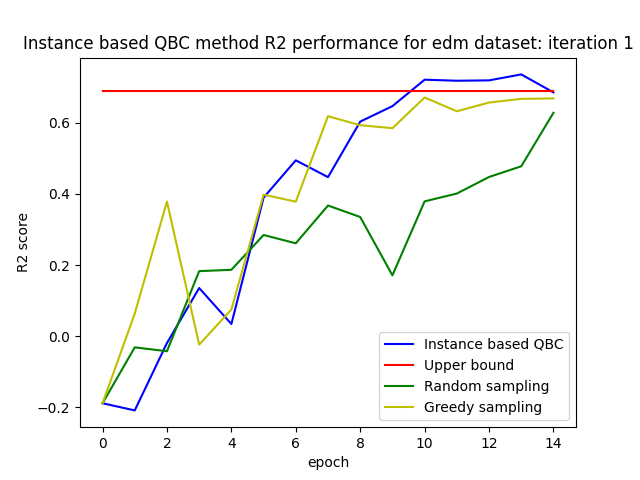 Instance based QBC method R2 performance for edm dataset: iteration 1
R2 score
0.6
0.4
0.2
0.0
−0.2
0 2 4 6 8 10 12 14
epoch
Instance based QBC
Upper bound
Random sampling
Greedy sampling